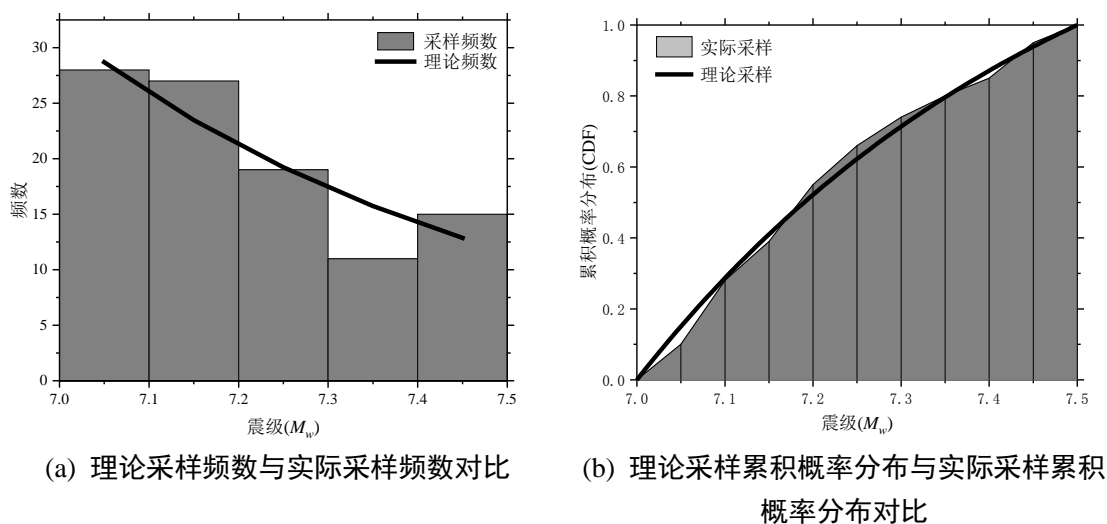 采样频数
理论频数
30
25
20
15
10
5
0
频数
7.0 7.1 7.2 7.3 7.4 7.5
震级(Mw)
(a) 理论采样频数与实际采样频数对比
实际采样
理论采样
1.0
0.8
0.6
0.4
0.2
0.0
累积概率分布(CDF)
7.0 7.1 7.2 7.3 7.4 7.5
震级(Mw)
(b) 理论采样累积概率分布与实际采样累积
概率分布对比